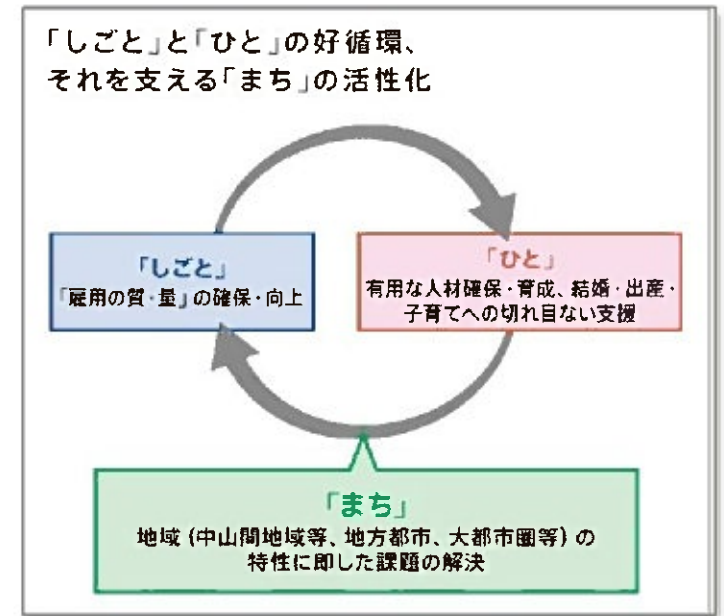 「しごと」と「ひと」の好循環、
それを支える「まち」の活性化
「しごと」
「雇用の質・量」の確保・向上
「ひと」
有用な人材確保・育成、結婚・出産・
子育てへの切れ目ない支援
「まち」
地域(中山間地域等、地方都市、大都市圏等)の
特性に即した課題の解決